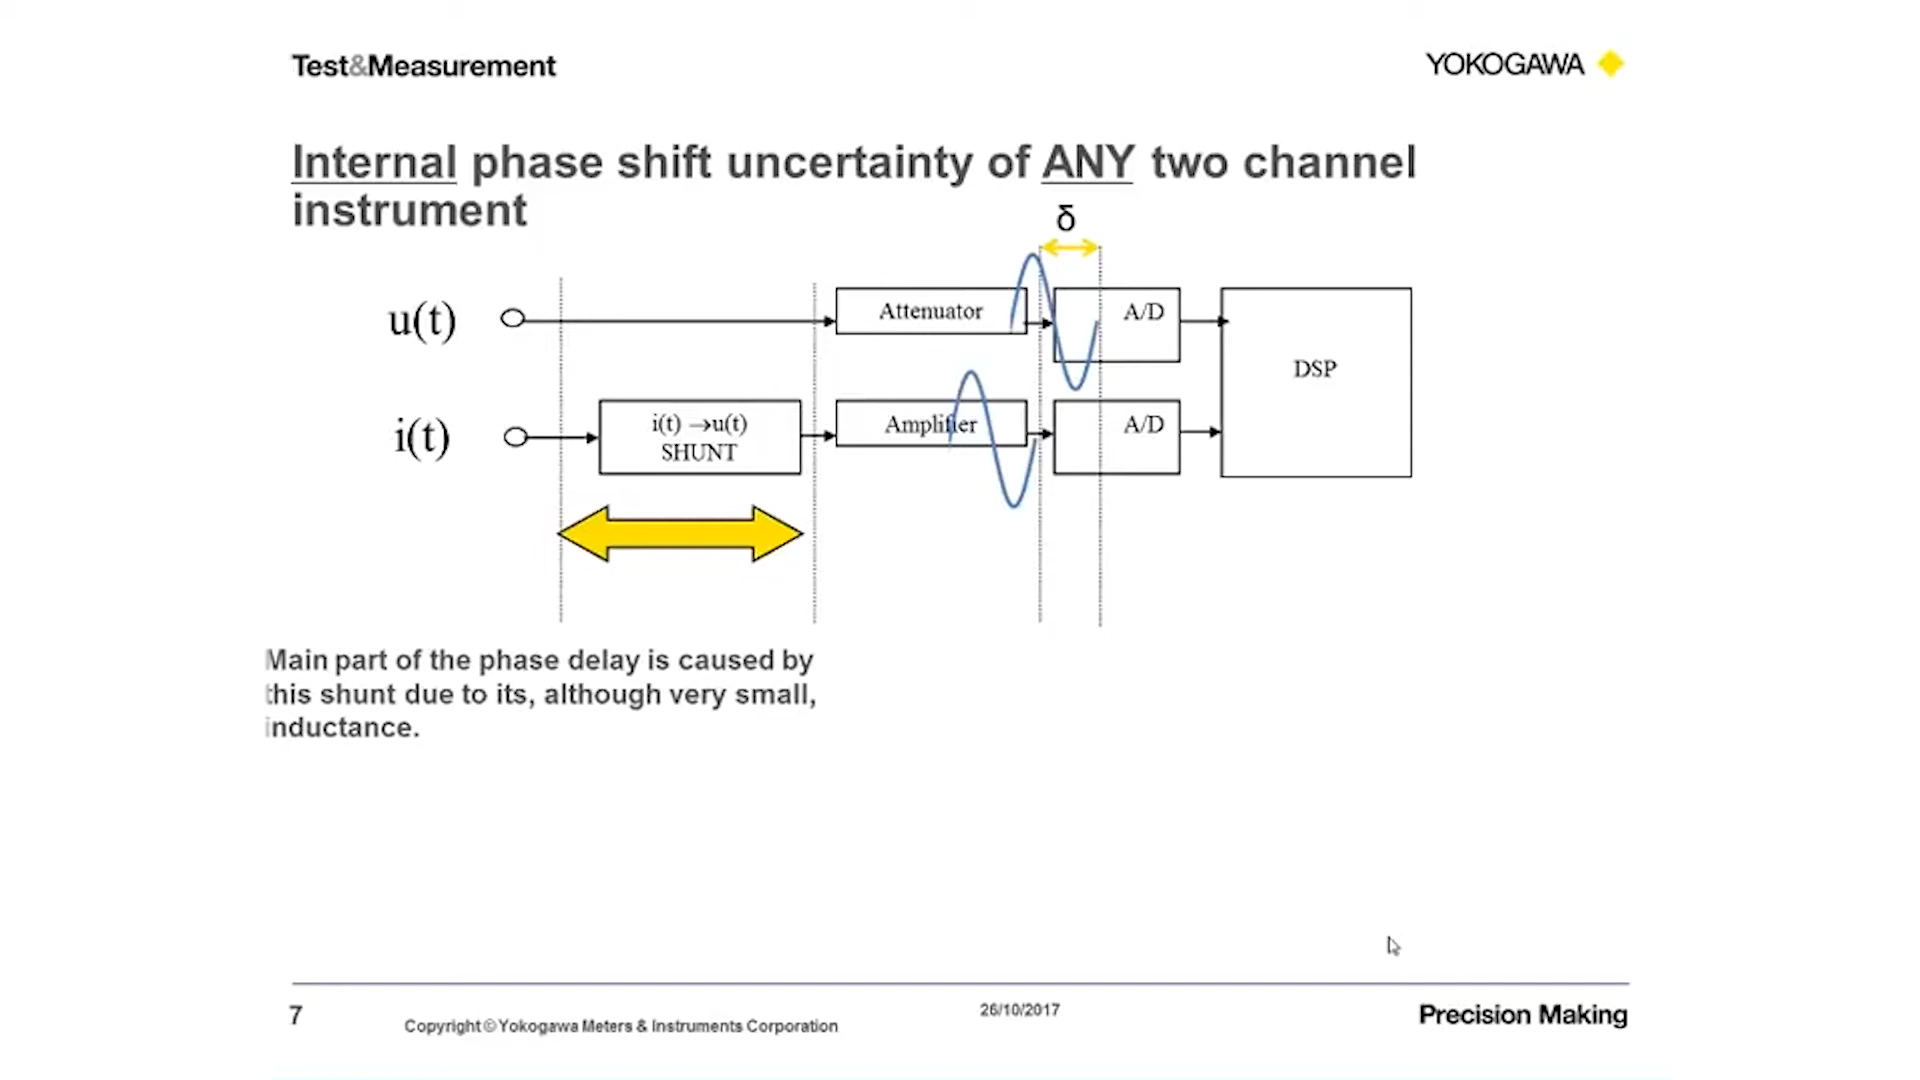 Test&Measurement
YOKOGAWA
Internal phase shift uncertainty of ANY two channel
instrument
δ
u(t)
Attenuator
A/D
DSP
i(t)
i(t) →u(t)
SHUNT
Amplifier
A/D
Main part of the phase delay is caused by
this shunt due to its, although very small,
inductance.
7
Copyright © Yokogawa Meters & Instruments Corporation
26/10/2017
Precision Making